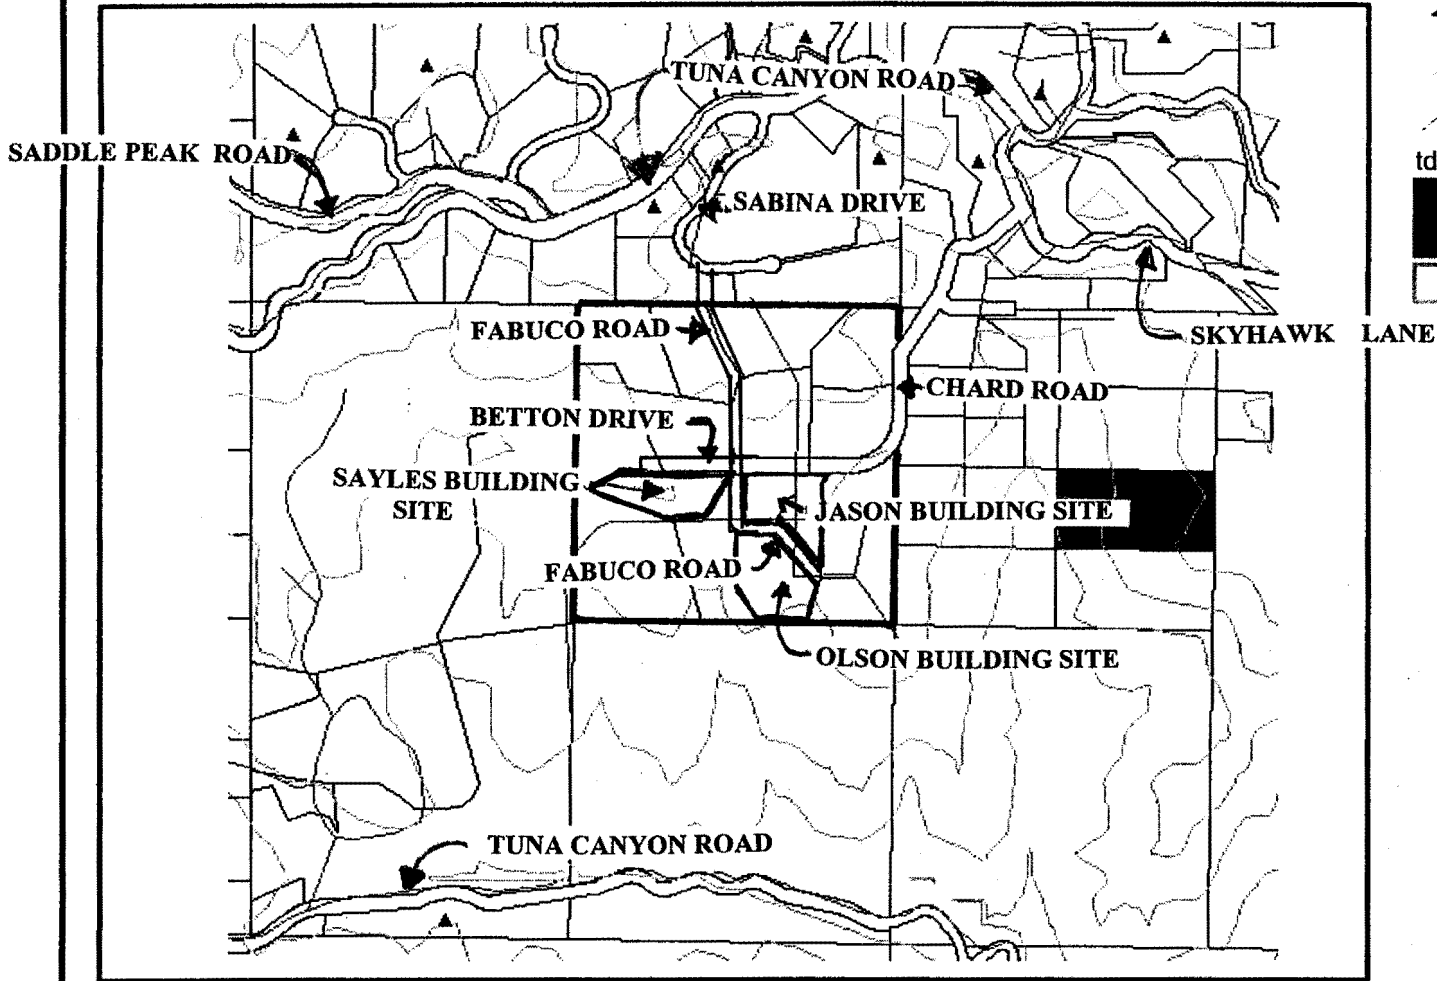 TUNA CANYON ROAD
SADDLE PEAK ROAD
td
SABINA DRIVE
FABUCO ROAD
SKYHAWK LANE
CHARD ROAD
BETTON DRIVE
SAYLES BUILDING
SITE
JASON BUILDING SITE
FABUCO ROAD
OLSON BUILDING SITE
TUNA CANYON ROAD